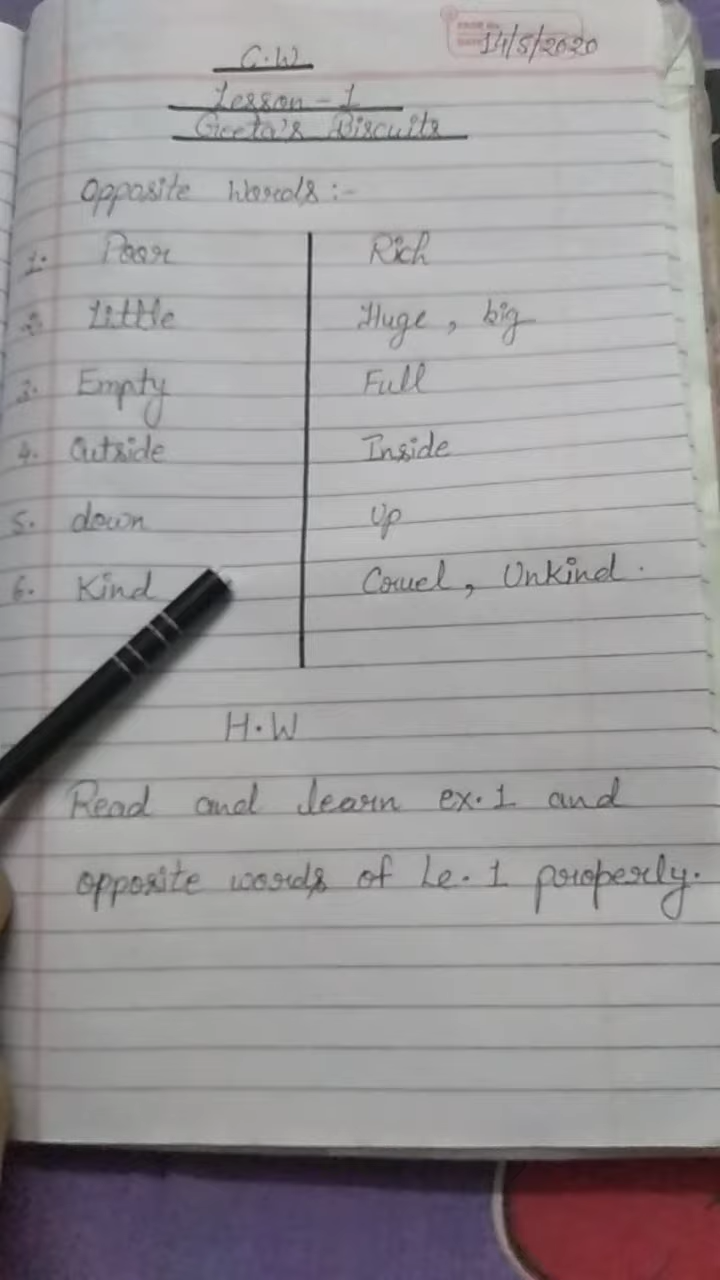 14/5/2020
C.W
Lesson - 1
Geeta's Biscuits
Opposite Words :-
1. Poor Rich
2. Little Huge, big
3. Empty Full
4. Outside Inside
5. down Up
6. Kind Cruel, Unkind.
H.W
Read and learn ex. 1 and
opposite words of Le. 1 properly.